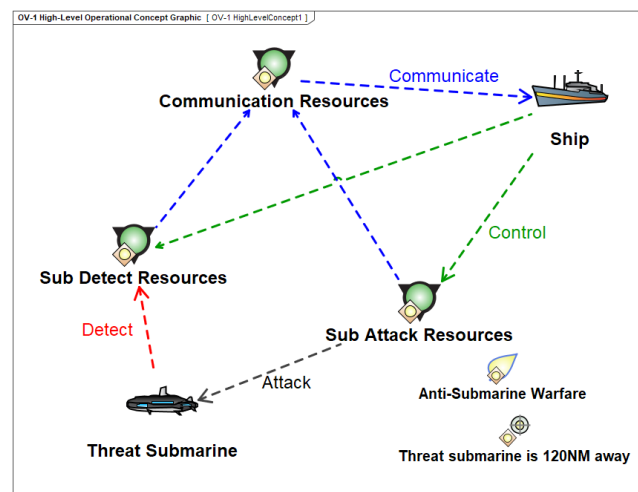 OV-1 High-Level Operational Concept Graphic [ OV-1 HighLevelConcept1 ]
Communicate
Communication Resources
Ship
Control
Sub Detect Resources
Detect
Sub Attack Resources
Attack
Anti-Submarine Warfare
Threat Submarine
Threat submarine is 120NM away